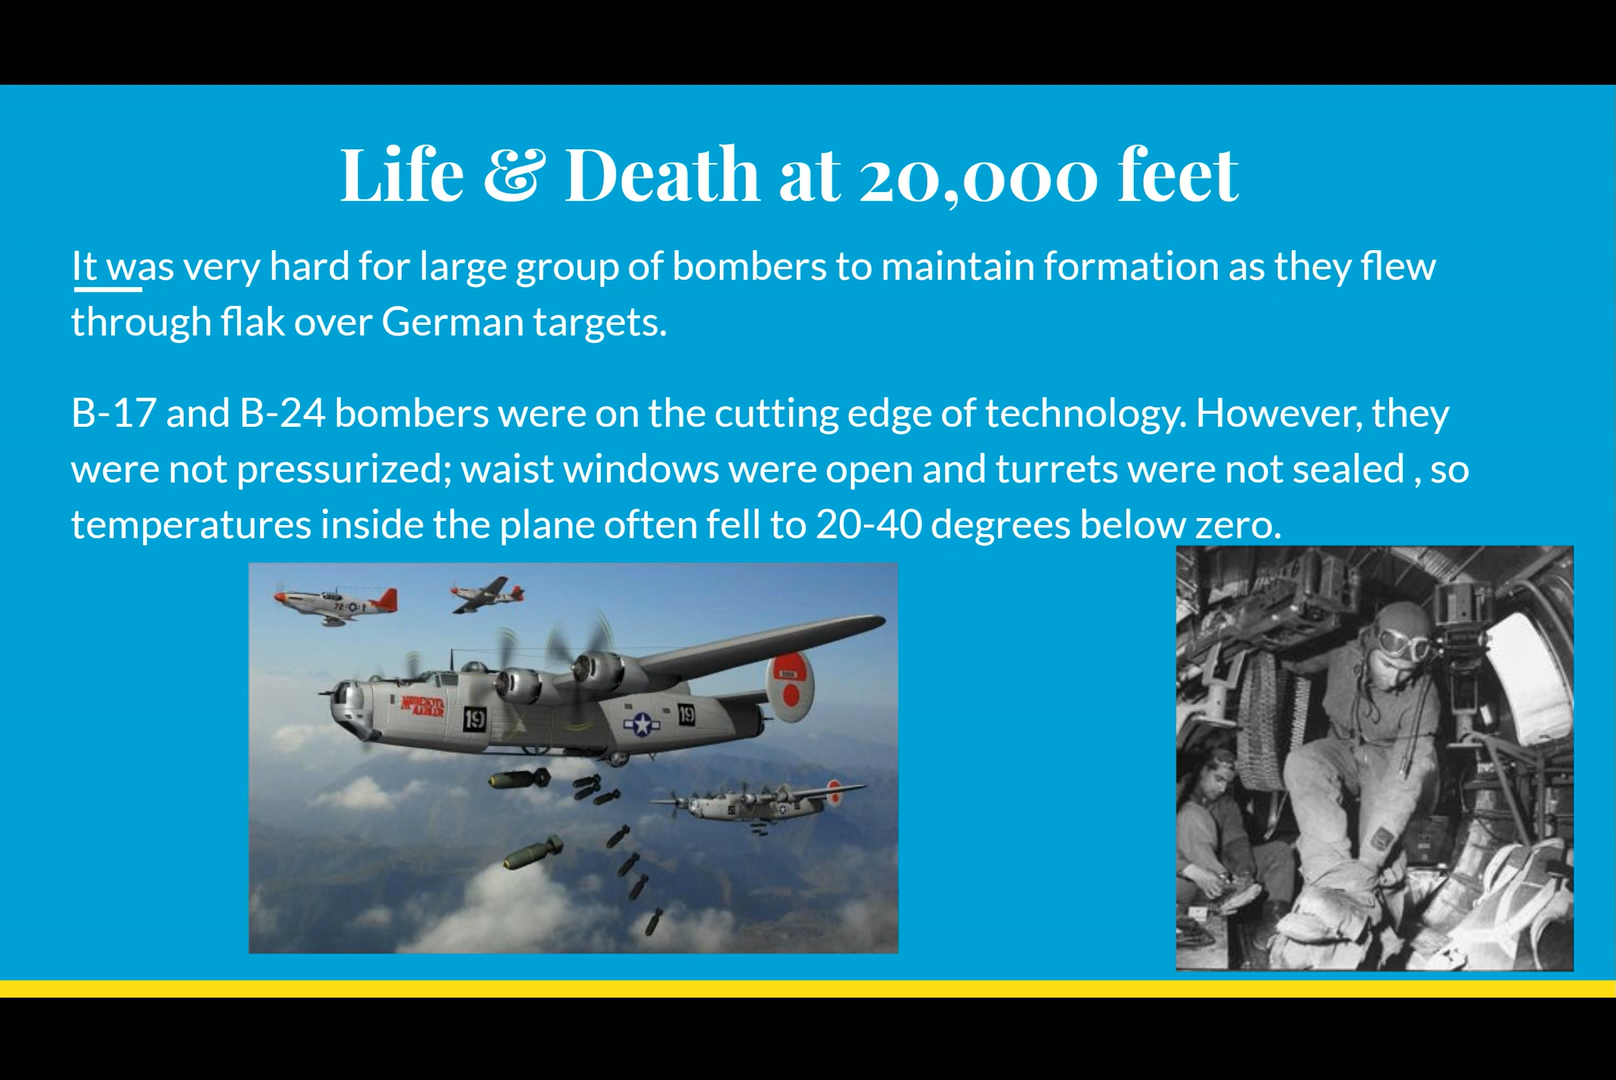 Life & Death at 20,000 feet
It was very hard for large group of bombers to maintain formation as they flew
through flak over German targets.
B-17 and B-24 bombers were on the cutting edge of technology. However, they
were not pressurized; waist windows were open and turrets were not sealed , so
temperatures inside the plane often fell to 20-40 degrees below zero.
72
19
19